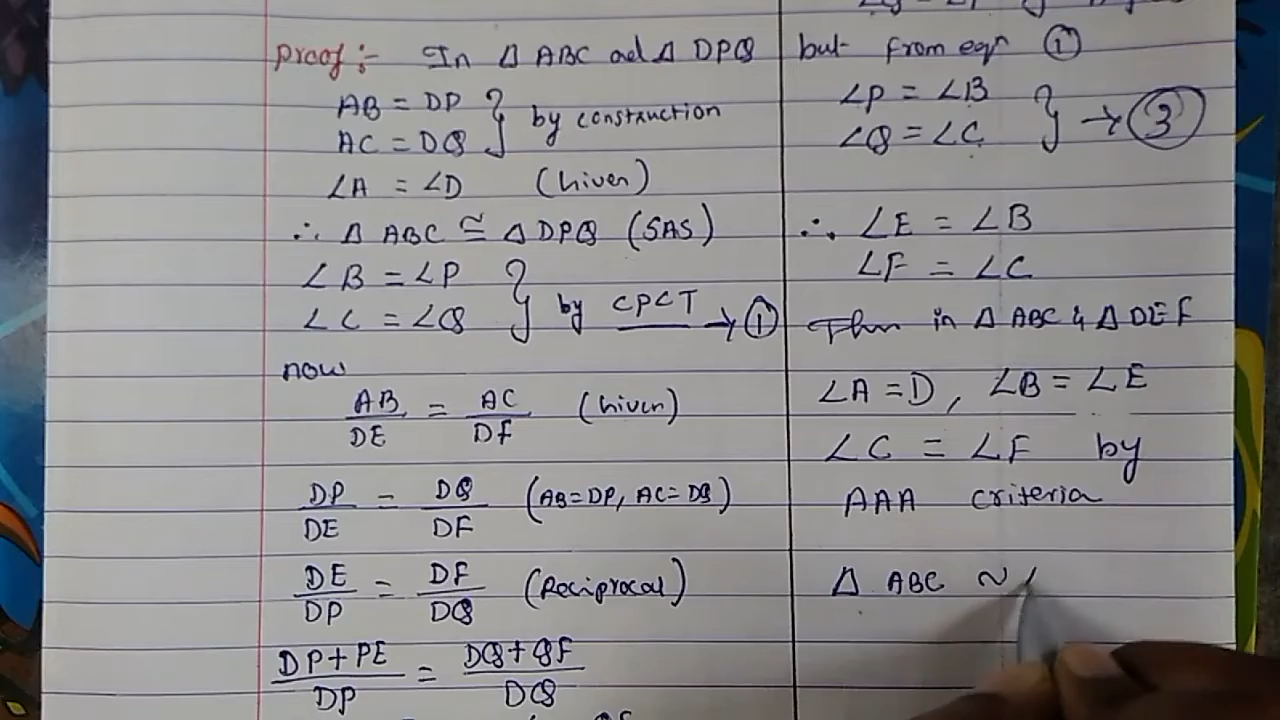 Proof :- In Δ ABC ad Δ DPQ
AB = DP
AC = DQ } by construction
∠A = ∠D (Given)
∴ Δ ABC ≅ Δ DPQ (SAS)
∠B = ∠P
∠C = ∠Q } by CPCT → ①
now
AB/DE = AC/DF (Given)
DP/DE = DQ/DF (AB=DP, AC=DQ)
DE/DP = DF/DQ (Reciprocal)
DP+PE/DP = DQ+QF/DQ
QF
but from eqn ①
∠P = ∠B
∠Q = ∠C } → ③
∴ ∠E = ∠B
∠F = ∠C
in Δ ABC & Δ DEF
∠A = D, ∠B = ∠E
∠C = ∠F by
AAA criteria
Δ ABC ~